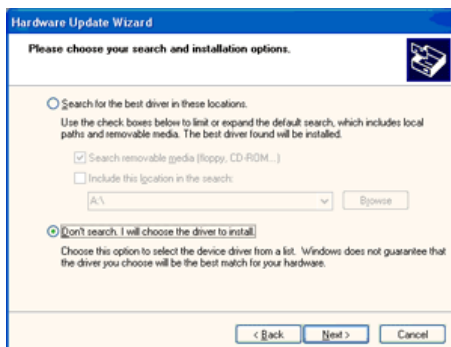 Hardware Update Wizard
Please choose your search and installation options.
Search for the best driver in these locations.
Use the check boxes below to limit or expand the default search, which includes local
paths and removable media. The best driver found will be installed.
Search removable media (floppy, CD-ROM...)
Include this location in the search:
A:\
Browse
Don't search. I will choose the driver to install.
Choose this option to select the device driver from a list. Windows does not guarantee that
the driver you choose will be the best match for your hardware.
< Back Next > Cancel